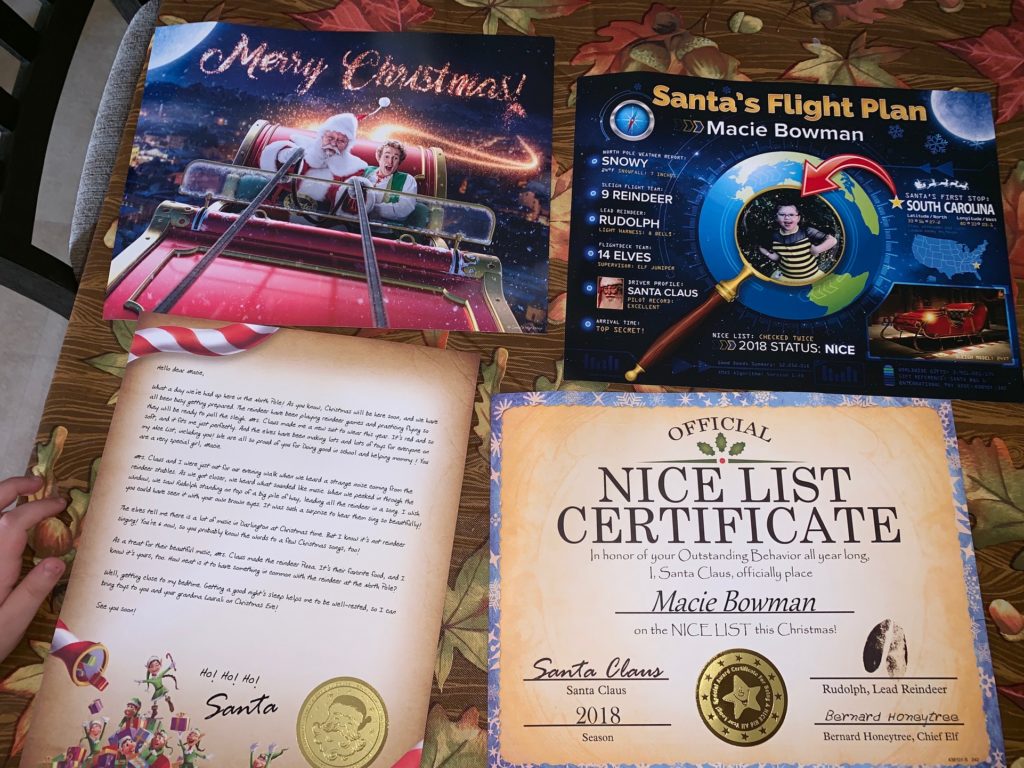 Merry Christmas!
Santa's Flight Plan
Macie Bowman
NORTH POLE WEATHER REPORT:
SNOWY
SNOWFALL: 7 INCHES
SLEIGH FLIGHT TEAM:
9 REINDEER
LEAD REINDEER:
RUDOLPH
LIGHT HARNESS: 8 BELLS
FLIGHTDECK TEAM:
14 ELVES
SUPERVISOR: ELF JUNIPER
DRIVER PROFILE:
SANTA CLAUS
PILOT RECORD:
EXCELLENT
ARRIVAL TIME:
TOP SECRET!
SANTA'S FIRST STOP:
SOUTH CAROLINA
Latitude/North Longitude/West
NICE LIST: CHECKED TWICE
2018 STATUS: NICE
Hello dear Macie,
What a day we've had up here in the North Pole! As you know, Christmas will be here soon, and we have
all been busy getting prepared. The reindeer have been playing reindeer games and practicing flying so
they will be ready to pull the sleigh. Mrs. Claus made me a new suit to wear this year. It's red and so
soft, and it fits me just perfectly. And the elves have been making lots and lots of toys for everyone on
my Nice List, including you! We are all so proud of you for doing good in school and helping mommy ! You
are a very special girl, Macie.
Mrs. Claus and I were just out for our evening walk when we heard a strange noise coming from the
reindeer stables. As we got closer, we heard what sounded like music. When we peeked in through the
window, we saw Rudolph standing on top of a big pile of hay, leading all the reindeer in a song. I wish
you could have seen it with your own brown eyes. It was such a surprise to hear them sing so beautifully!
The elves tell me there is a lot of music in Darlington at Christmas time. But I know it's not reindeer
singing! You're 6 now, so you probably know the words to a few Christmas songs, too!
As a treat for their beautiful music, Mrs. Claus made the reindeer Pizza. It's their favorite food, and I
know it's yours, too. How neat is it to have something in common with the reindeer at the North Pole?
Well, getting close to my bedtime. Getting a good night's sleep helps me to be well-rested, so I can
bring toys to you and your grandma Laurali on Christmas Eve!
See you soon!
Ho! Ho! Ho!
Santa
OFFICIAL
NICE LIST
CERTIFICATE
In honor of your Outstanding Behavior all year long,
I, Santa Claus, officially place
Macie Bowman
on the NICE LIST this Christmas!
Santa Claus
Santa Claus
2018
Season
Rudolph, Lead Reindeer
Bernard Honeytree
Bernard Honeytree, Chief Elf